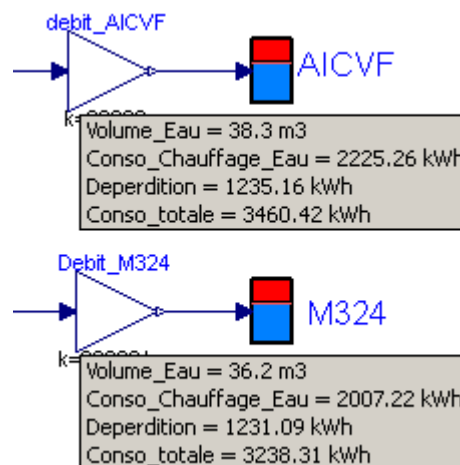 debit_AICVF
AICVF
Volume_Eau = 38.3 m3
Conso_Chauffage_Eau = 2225.26 kWh
Deperdition = 1235.16 kWh
Conso_totale = 3460.42 kWh
Debit_M324
M324
Volume_Eau = 36.2 m3
Conso_Chauffage_Eau = 2007.22 kWh
Deperdition = 1231.09 kWh
Conso_totale = 3238.31 kWh